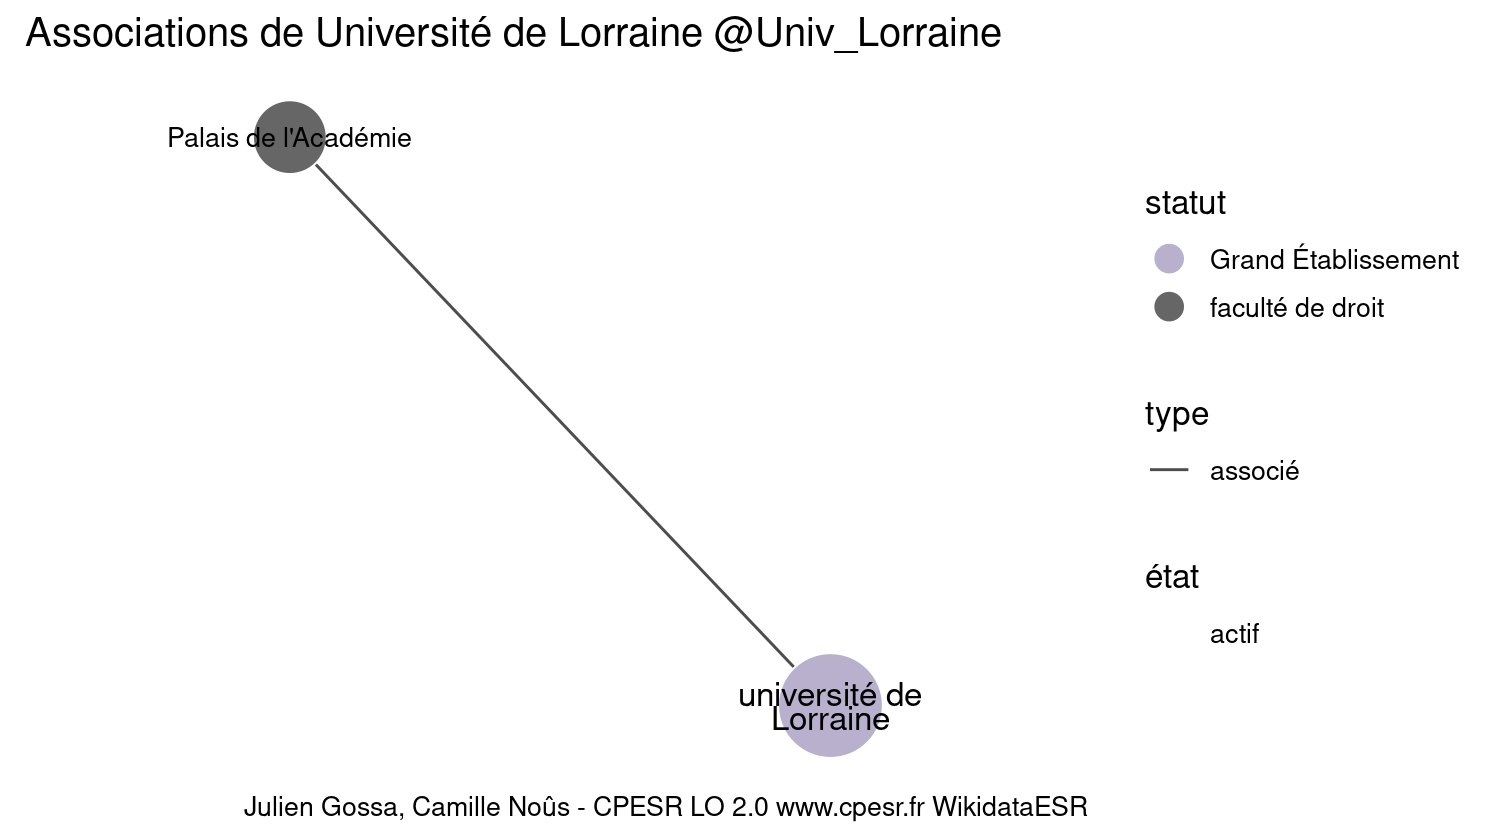 Associations de Université de Lorraine @Univ_Lorraine
Palais de l'Académie
statut
Grand Établissement
faculté de droit
type
associé
état
actif
université de
Lorraine
Julien Gossa, Camille Noûs - CPESR LO 2.0 www.cpesr.fr WikidataESR